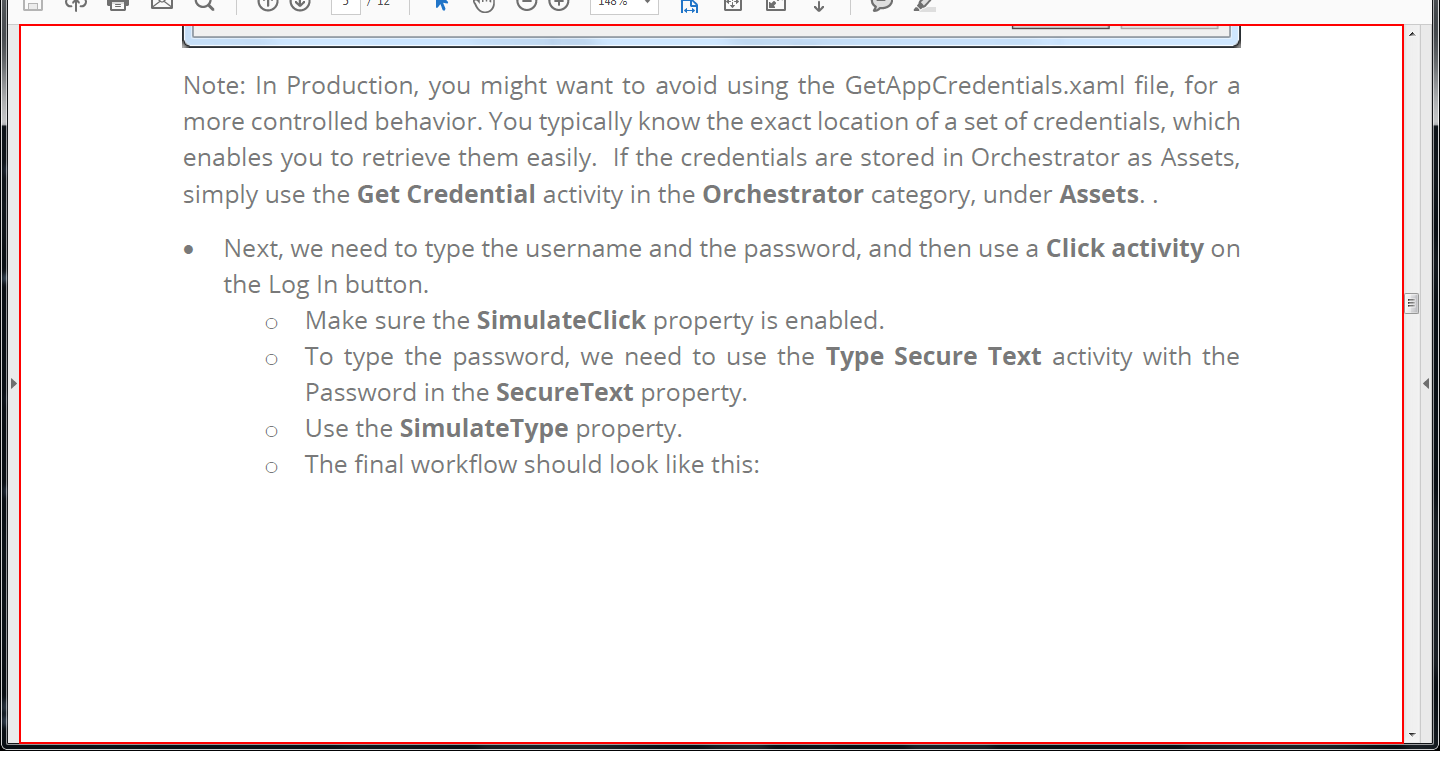 5 / 12 148%
Note: In Production, you might want to avoid using the GetAppCredentials.xaml file, for a
more controlled behavior. You typically know the exact location of a set of credentials, which
enables you to retrieve them easily.  If the credentials are stored in Orchestrator as Assets,
simply use the Get Credential activity in the Orchestrator category, under Assets. .
• Next, we need to type the username and the password, and then use a Click activity on
the Log In button.
○ Make sure the SimulateClick property is enabled.
○ To type the password, we need to use the Type Secure Text activity with the
Password in the SecureText property.
○ Use the SimulateType property.
○ The final workflow should look like this: